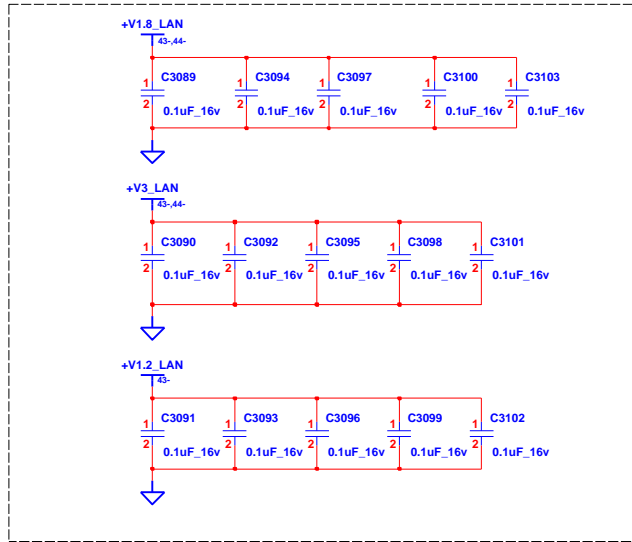 +V1.8_LAN
43-,44-
C3089 C3094 C3097 C3100 C3103
1 1 1 1 1
2 2 2 2 2
0.1uF_16v 0.1uF_16v 0.1uF_16v 0.1uF_16v 0.1uF_16v
+V3_LAN
43-,44-
C3090 C3092 C3095 C3098 C3101
1 1 1 1 1
2 2 2 2 2
0.1uF_16v 0.1uF_16v 0.1uF_16v 0.1uF_16v 0.1uF_16v
+V1.2_LAN
43-
C3091 C3093 C3096 C3099 C3102
1 1 1 1 1
2 2 2 2 2
0.1uF_16v 0.1uF_16v 0.1uF_16v 0.1uF_16v 0.1uF_16v